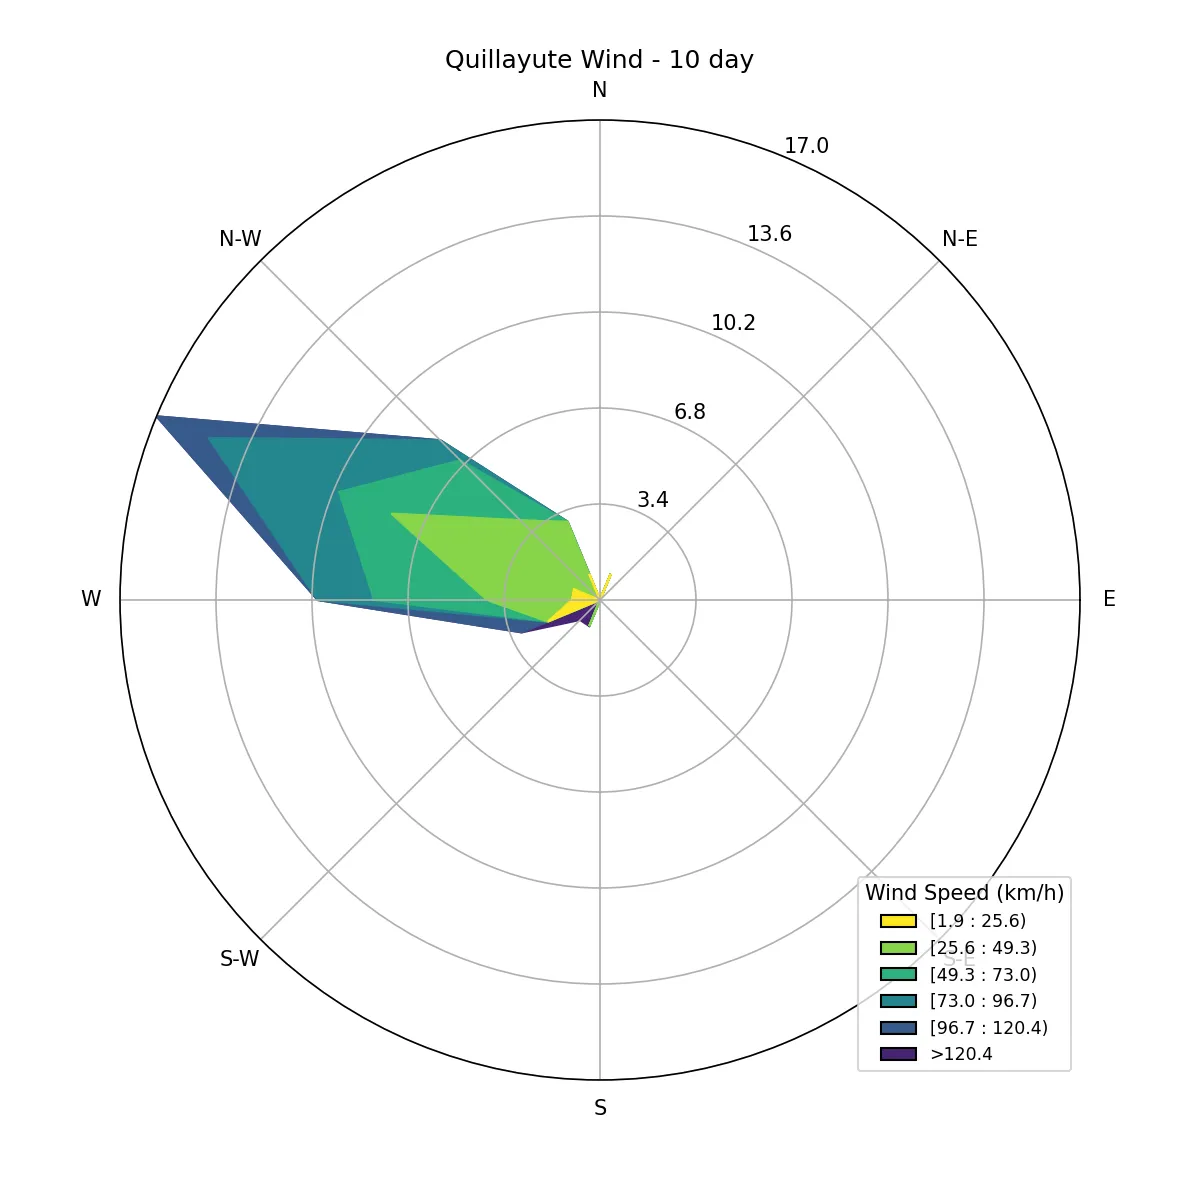 Quillayute Wind - 10 day
N
17.0
13.6
N-W
N-E
10.2
6.8
3.4
W
E
S-W
S-E
S
Wind Speed (km/h)
[1.9 : 25.6)
[25.6 : 49.3)
[49.3 : 73.0)
[73.0 : 96.7)
[96.7 : 120.4)
>120.4